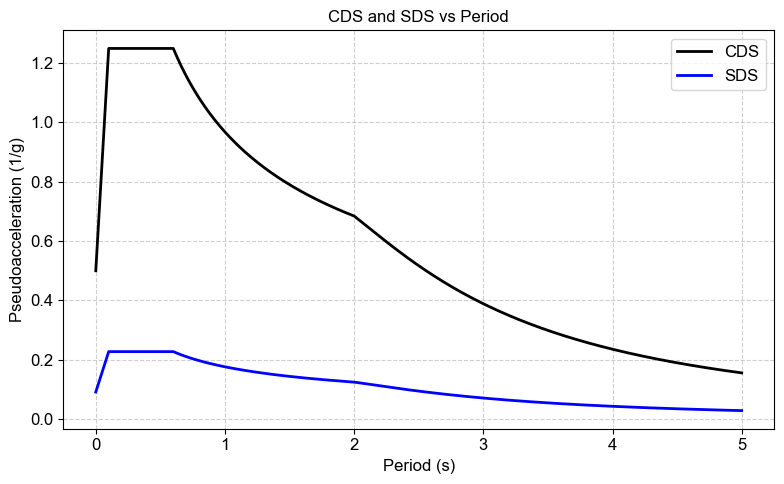 CDS and SDS vs Period
CDS
SDS
Pseudoacceleration (1/g)
1.2
1.0
0.8
0.6
0.4
0.2
0.0
0 1 2 3 4 5
Period (s)